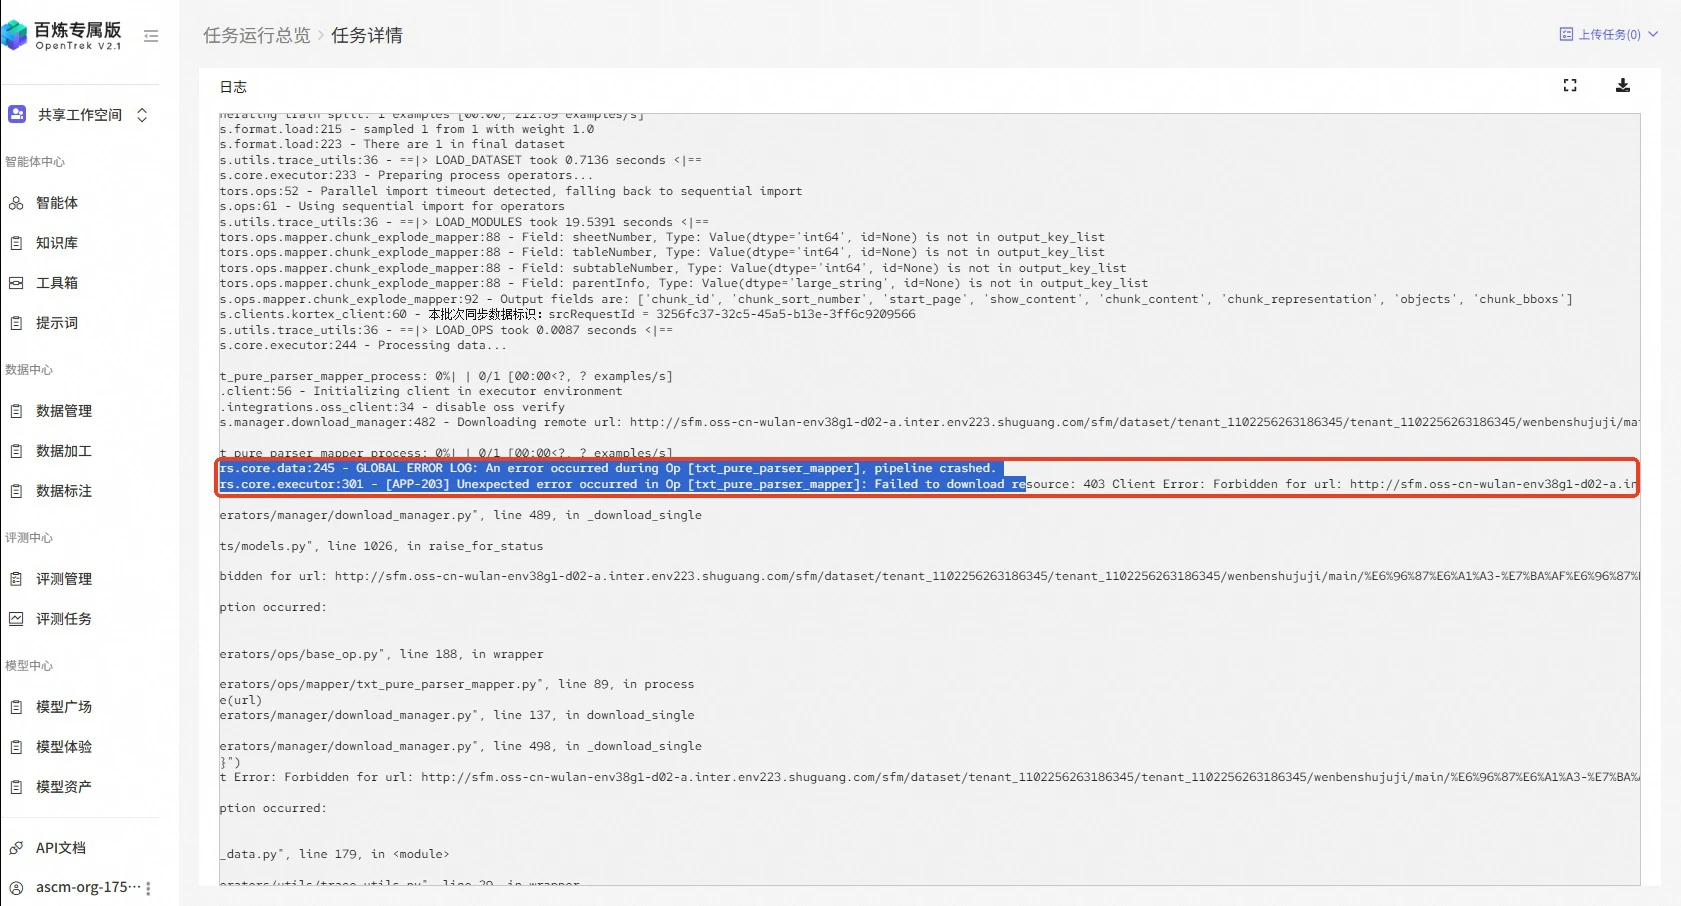 百炼专属版
OpenTrek V2.1
任务运行总览 > 任务详情
上传任务(0)
共享工作空间
智能体中心
智能体
知识库
工具箱
提示词
数据中心
数据管理
数据加工
数据标注
评测中心
评测管理
评测任务
模型中心
模型广场
模型体验
模型资产
API文档
ascm-org-175···
日志
nerating train split: 1 examples [00:00, 212.89 examples/s]
s.format.load:215 - sampled 1 from 1 with weight 1.0
s.format.load:223 - There are 1 in final dataset
s.utils.trace_utils:36 - ==|> LOAD_DATASET took 0.7136 seconds <|==
s.core.executor:233 - Preparing process operators...
tors.ops:52 - Parallel import timeout detected, falling back to sequential import
s.ops:61 - Using sequential import for operators
s.utils.trace_utils:36 - ==|> LOAD_MODULES took 19.5391 seconds <|==
tors.ops.mapper.chunk_explode_mapper:88 - Field: sheetNumber, Type: Value(dtype='int64', id=None) is not in output_key_list
tors.ops.mapper.chunk_explode_mapper:88 - Field: tableNumber, Type: Value(dtype='int64', id=None) is not in output_key_list
tors.ops.mapper.chunk_explode_mapper:88 - Field: subtableNumber, Type: Value(dtype='int64', id=None) is not in output_key_list
tors.ops.mapper.chunk_explode_mapper:88 - Field: parentInfo, Type: Value(dtype='large_string', id=None) is not in output_key_list
s.ops.mapper.chunk_explode_mapper:92 - Output fields are: ['chunk_id', 'chunk_sort_number', 'start_page', 'show_content', 'chunk_content', 'chunk_representation', 'objects', 'chunk_bboxs']
s.clients.kortex_client:60 - 本批次同步数据标识：srcRequestId = 3256fc37-32c5-45a5-b13e-3ff6c9209566
s.utils.trace_utils:36 - ==|> LOAD_OPS took 0.0087 seconds <|==
s.core.executor:244 - Processing data...
t_pure_parser_mapper_process: 0%| | 0/1 [00:00<?, ? examples/s]
.client:56 - Initializing client in executor environment
.integrations.oss_client:34 - disable oss verify
s.manager.download_manager:482 - Downloading remote url: http://sfm.oss-cn-wulan-env38g1-d02-a.inter.env223.shuguang.com/sfm/dataset/tenant_1102256263186345/tenant_1102256263186345/wenbenshujuji/mai
t_pure_parser_mapper_process: 0%| | 0/1 [00:00<?, ? examples/s]
rs.core.data:245 - GLOBAL ERROR LOG: An error occurred during Op [txt_pure_parser_mapper], pipeline crashed.
rs.core.executor:301 - [APP-203] Unexpected error occurred in Op [txt_pure_parser_mapper]: Failed to download resource: 403 Client Error: Forbidden for url: http://sfm.oss-cn-wulan-env38g1-d02-a.in
erators/manager/download_manager.py", line 489, in _download_single
ts/models.py", line 1026, in raise_for_status
bidden for url: http://sfm.oss-cn-wulan-env38g1-d02-a.inter.env223.shuguang.com/sfm/dataset/tenant_1102256263186345/tenant_1102256263186345/wenbenshujuji/main/%E6%96%87%E6%A1%A3-%E7%BA%AF%E6%96%87%
ption occurred:
erators/ops/base_op.py", line 188, in wrapper
erators/ops/mapper/txt_pure_parser_mapper.py", line 89, in process
e(url)
erators/manager/download_manager.py", line 137, in download_single
erators/manager/download_manager.py", line 498, in _download_single
}")
t Error: Forbidden for url: http://sfm.oss-cn-wulan-env38g1-d02-a.inter.env223.shuguang.com/sfm/dataset/tenant_1102256263186345/tenant_1102256263186345/wenbenshujuji/main/%E6%96%87%E6%A1%A3-%E7%BA%
ption occurred:
_data.py", line 179, in <module>
erators/utils/trace_utils.py", line 29, in wrapper